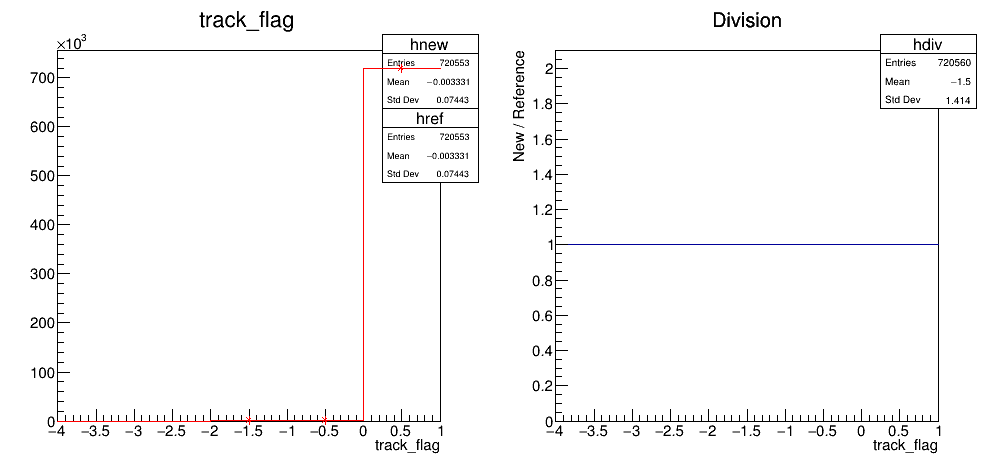 track_flag
×10³
700
600
500
400
300
200
100
0
−4 −3.5 −3 −2.5 −2 −1.5 −1 −0.5 0 0.5 1
track_flag
hnew
Entries 720553
Mean −0.003331
Std Dev 0.07443
href
Entries 720553
Mean −0.003331
Std Dev 0.07443
Division
New / Reference
2
1.8
1.6
1.4
1.2
1
0.8
0.6
0.4
0.2
0
−4 −3.5 −3 −2.5 −2 −1.5 −1 −0.5 0 0.5 1
track_flag
hdiv
Entries 720560
Mean −1.5
Std Dev 1.414